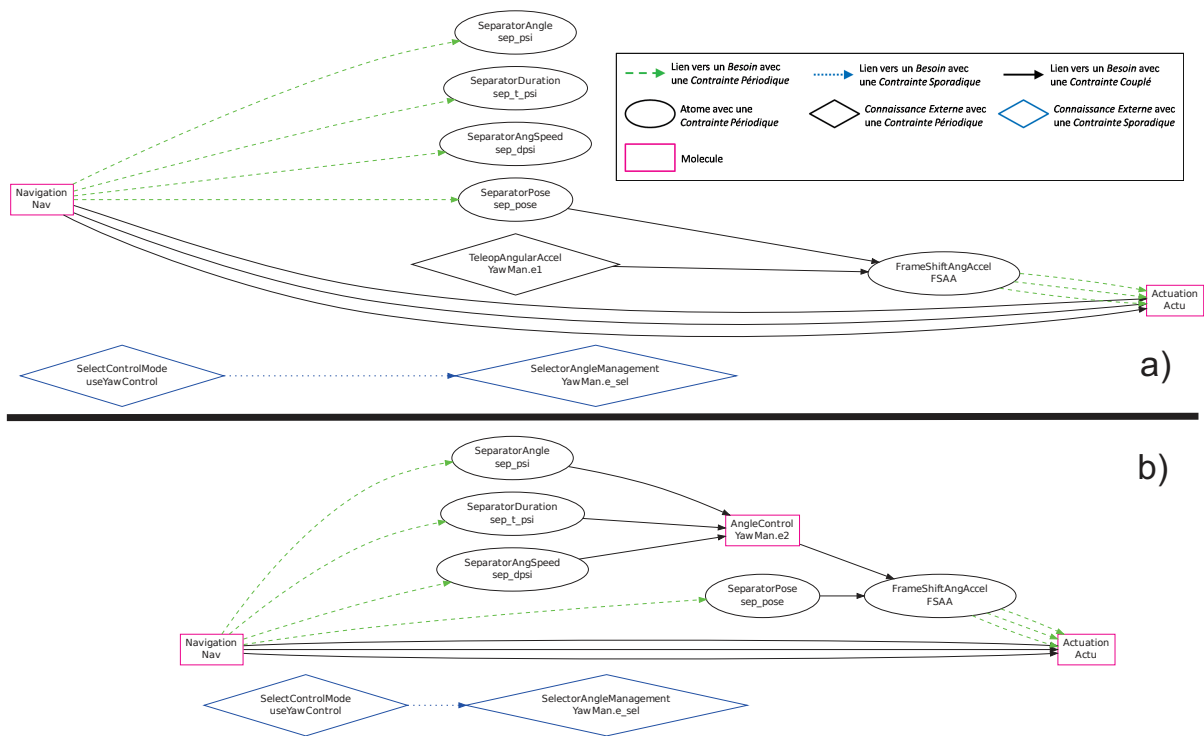 SeparatorAngle
sep_psi
SeparatorDuration
sep_t_psi
SeparatorAngSpeed
sep_dpsi
Navigation
Nav
SeparatorPose
sep_pose
TeleopAngularAccel
YawMan.e1
FrameShiftAngAccel
FSAA
Actuation
Actu
SelectControlMode
useYawControl
SelectorAngleManagement
YawMan.e_sel
a)
Lien vers un Besoin avec
une Contrainte Périodique
Lien vers un Besoin avec
une Contrainte Sporadique
Lien vers un Besoin avec
une Contrainte Couplé
Atome avec une
Contrainte Périodique
Connaissance Externe avec
une Contrainte Périodique
Connaissance Externe avec
une Contrainte Sporadique
Molécule
b)
SeparatorAngle
sep_psi
SeparatorDuration
sep_t_psi
AngleControl
YawMan.e2
SeparatorAngSpeed
sep_dpsi
SeparatorPose
sep_pose
FrameShiftAngAccel
FSAA
Navigation
Nav
Actuation
Actu
SelectControlMode
useYawControl
SelectorAngleManagement
YawMan.e_sel